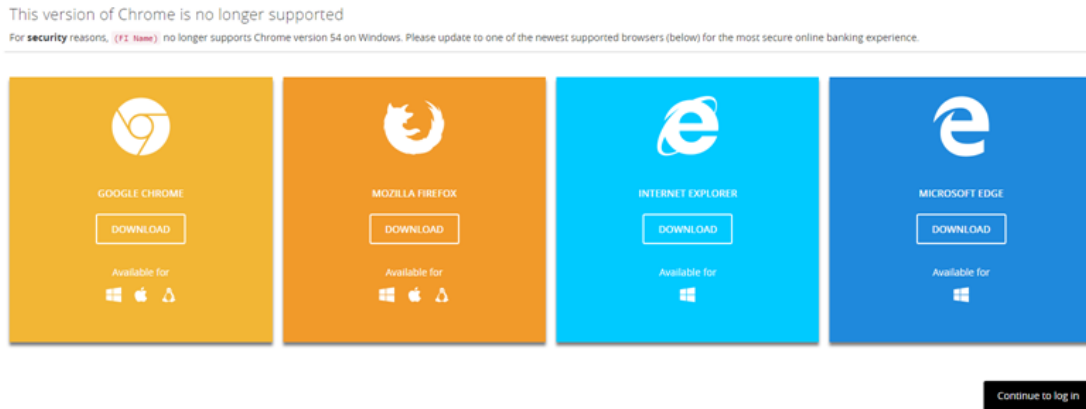 This version of Chrome is no longer supported
For security reasons, (FI Name) no longer supports Chrome version 54 on Windows. Please update to one of the newest supported browsers (below) for the most secure online banking experience.
GOOGLE CHROME
DOWNLOAD
Available for
MOZILLA FIREFOX
DOWNLOAD
Available for
INTERNET EXPLORER
DOWNLOAD
Available for
MICROSOFT EDGE
DOWNLOAD
Available for
Continue to log in